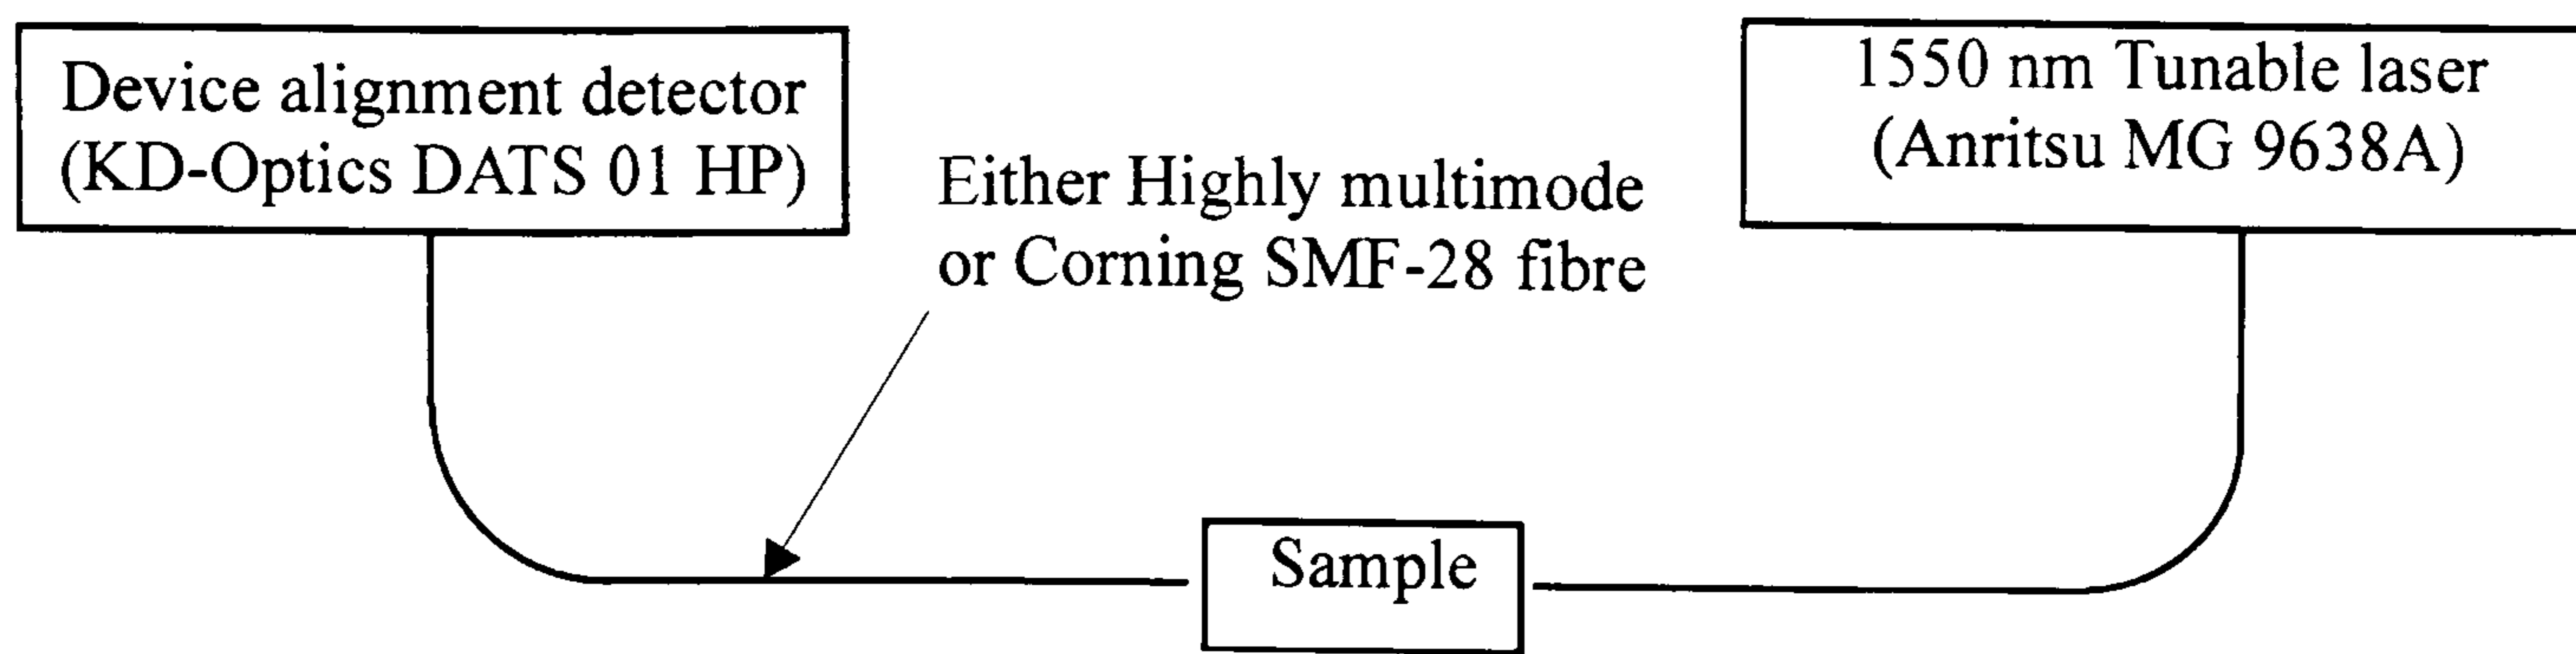 Device alignment detector
(KD-Optics DATS 01 HP)
1550 nm Tunable laser
(Anritsu MG 9638A)
Either Highly multimode
or Corning SMF-28 fibre
Sample